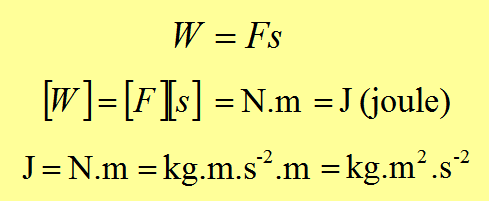 W = Fs
[W]=[F][s] = N.m = J (joule)
J = N.m = kg.m.s⁻².m = kg.m².s⁻²